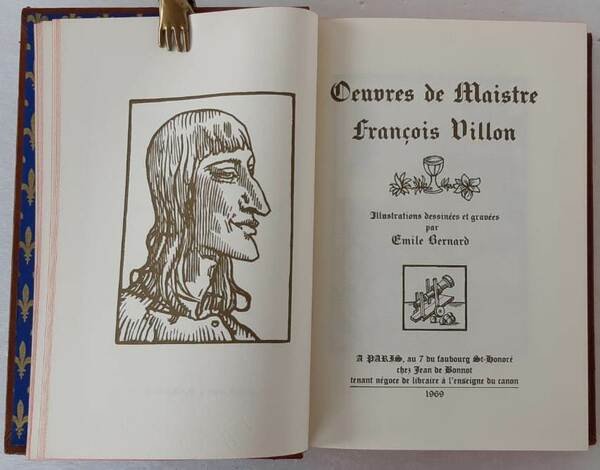 Oeuvres de Maistre
François Villon
Illustrations dessinées et gravées
par
Emile Bernard
A PARIS, au 7 du faubourg St-Honoré
chez Jean de Bonnot
tenant négoce de libraire à l'enseigne du canon
1969